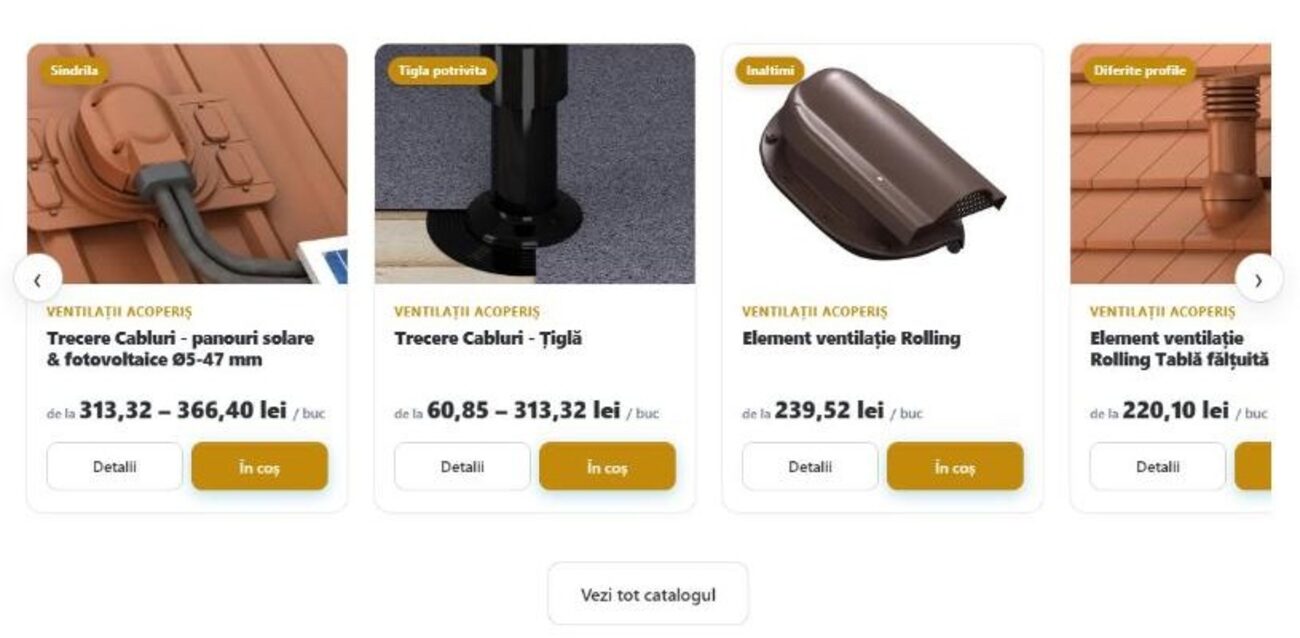 Sindrila
VENTILAȚII ACOPERIȘ
Trecere Cabluri - panouri solare
& fotovoltaice Ø5-47 mm
de la 313,32 – 366,40 lei / buc
Detalii
În coș
Tigla potrivita
VENTILAȚII ACOPERIȘ
Trecere Cabluri - Țiglă
de la 60,85 – 313,32 lei / buc
Detalii
În coș
Inaltimi
VENTILAȚII ACOPERIȘ
Element ventilație Rolling
de la 239,52 lei / buc
Detalii
În coș
Diferite profile
VENTILAȚII ACOPERIȘ
Element ventilație
Rolling Tablă fălțuită
de la 220,10 lei / buc
Detalii
Vezi tot catalogul